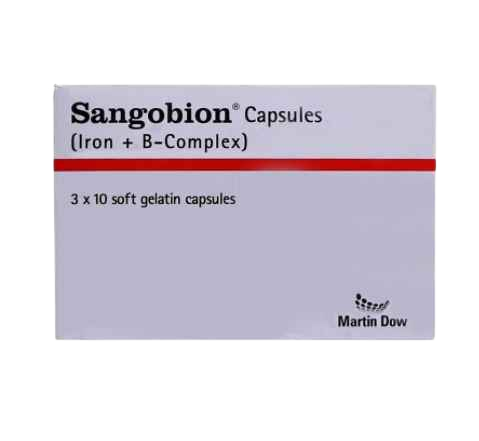 Sangobion® Capsules
(Iron + B-Complex)
3 x 10 soft gelatin capsules
Martin Dow